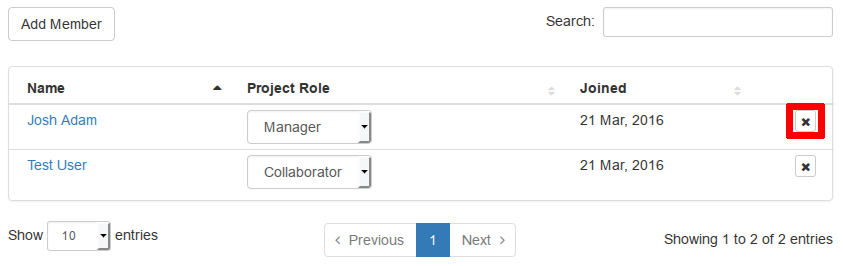 Add Member
Search:
Name Project Role Joined
Josh Adam Manager 21 Mar, 2016
Test User Collaborator 21 Mar, 2016
Show 10 entries
Previous 1 Next
Showing 1 to 2 of 2 entries